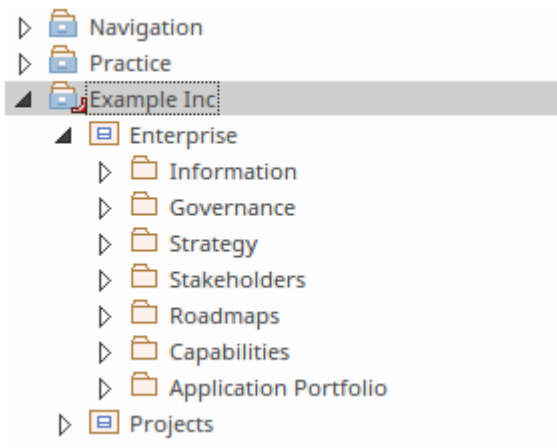 Navigation
Practice
Example Inc
Enterprise
Information
Governance
Strategy
Stakeholders
Roadmaps
Capabilities
Application Portfolio
Projects